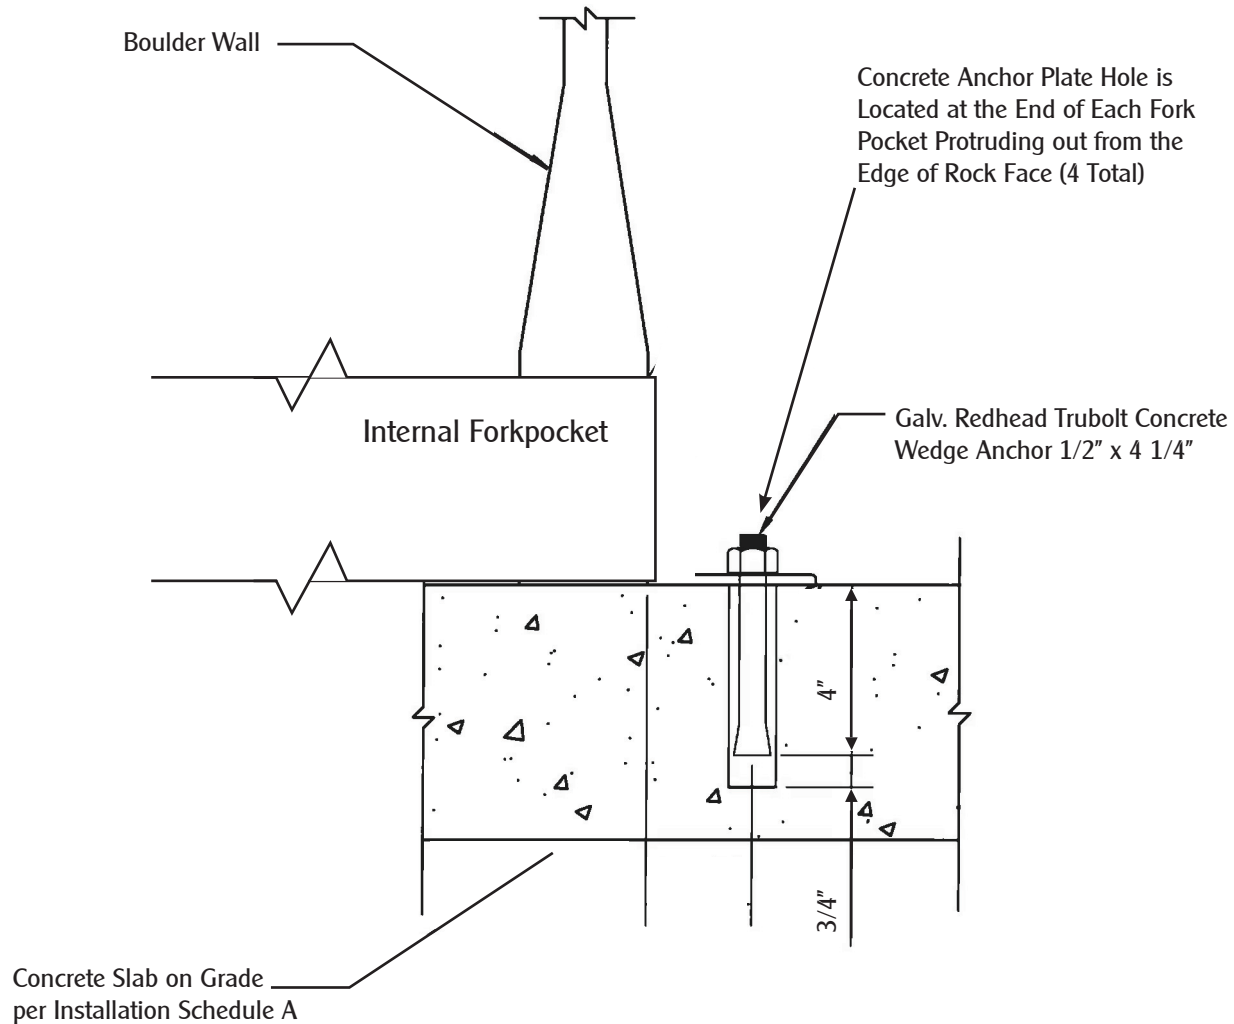 Boulder Wall
Concrete Anchor Plate Hole is
Located at the End of Each Fork
Pocket Protruding out from the
Edge of Rock Face (4 Total)
Internal Forkpocket
Galv. Redhead Trubolt Concrete
Wedge Anchor 1/2” x 4 1/4”
4”
3/4”
Concrete Slab on Grade
per Installation Schedule A